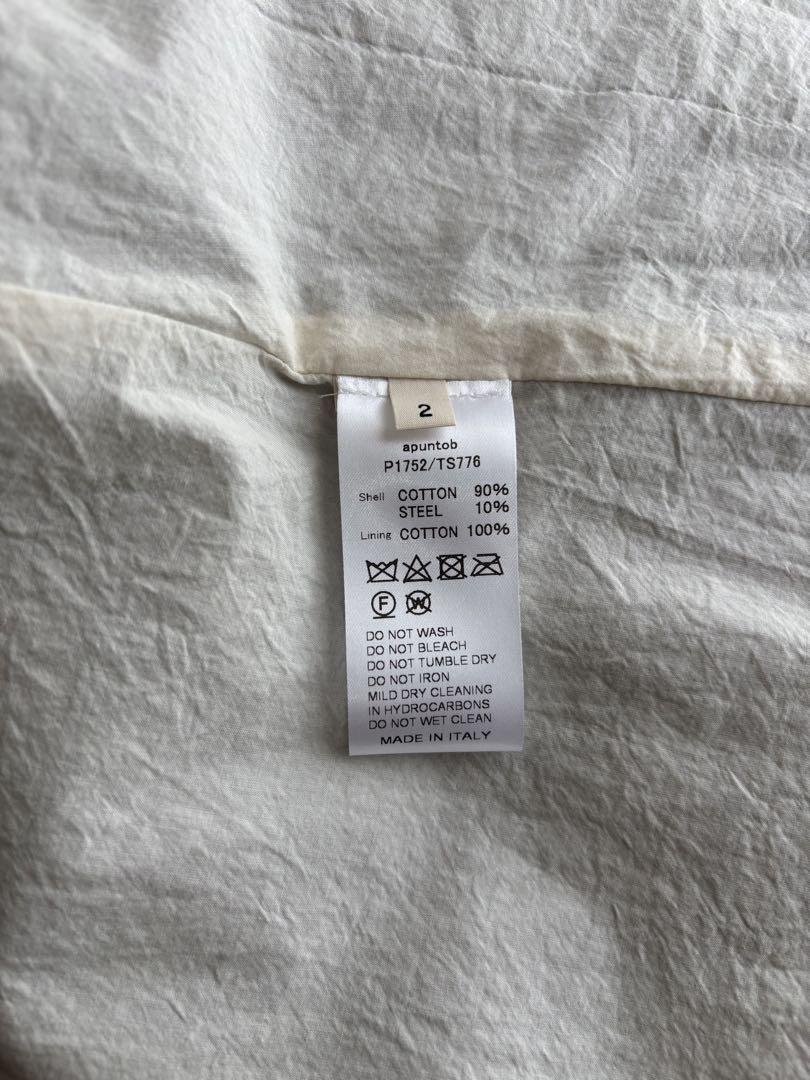 2
apuntob
P1752/TS776
Shell COTTON 90%
STEEL 10%
Lining COTTON 100%
F W
DO NOT WASH
DO NOT BLEACH
DO NOT TUMBLE DRY
DO NOT IRON
MILD DRY CLEANING
IN HYDROCARBONS
DO NOT WET CLEAN
MADE IN ITALY